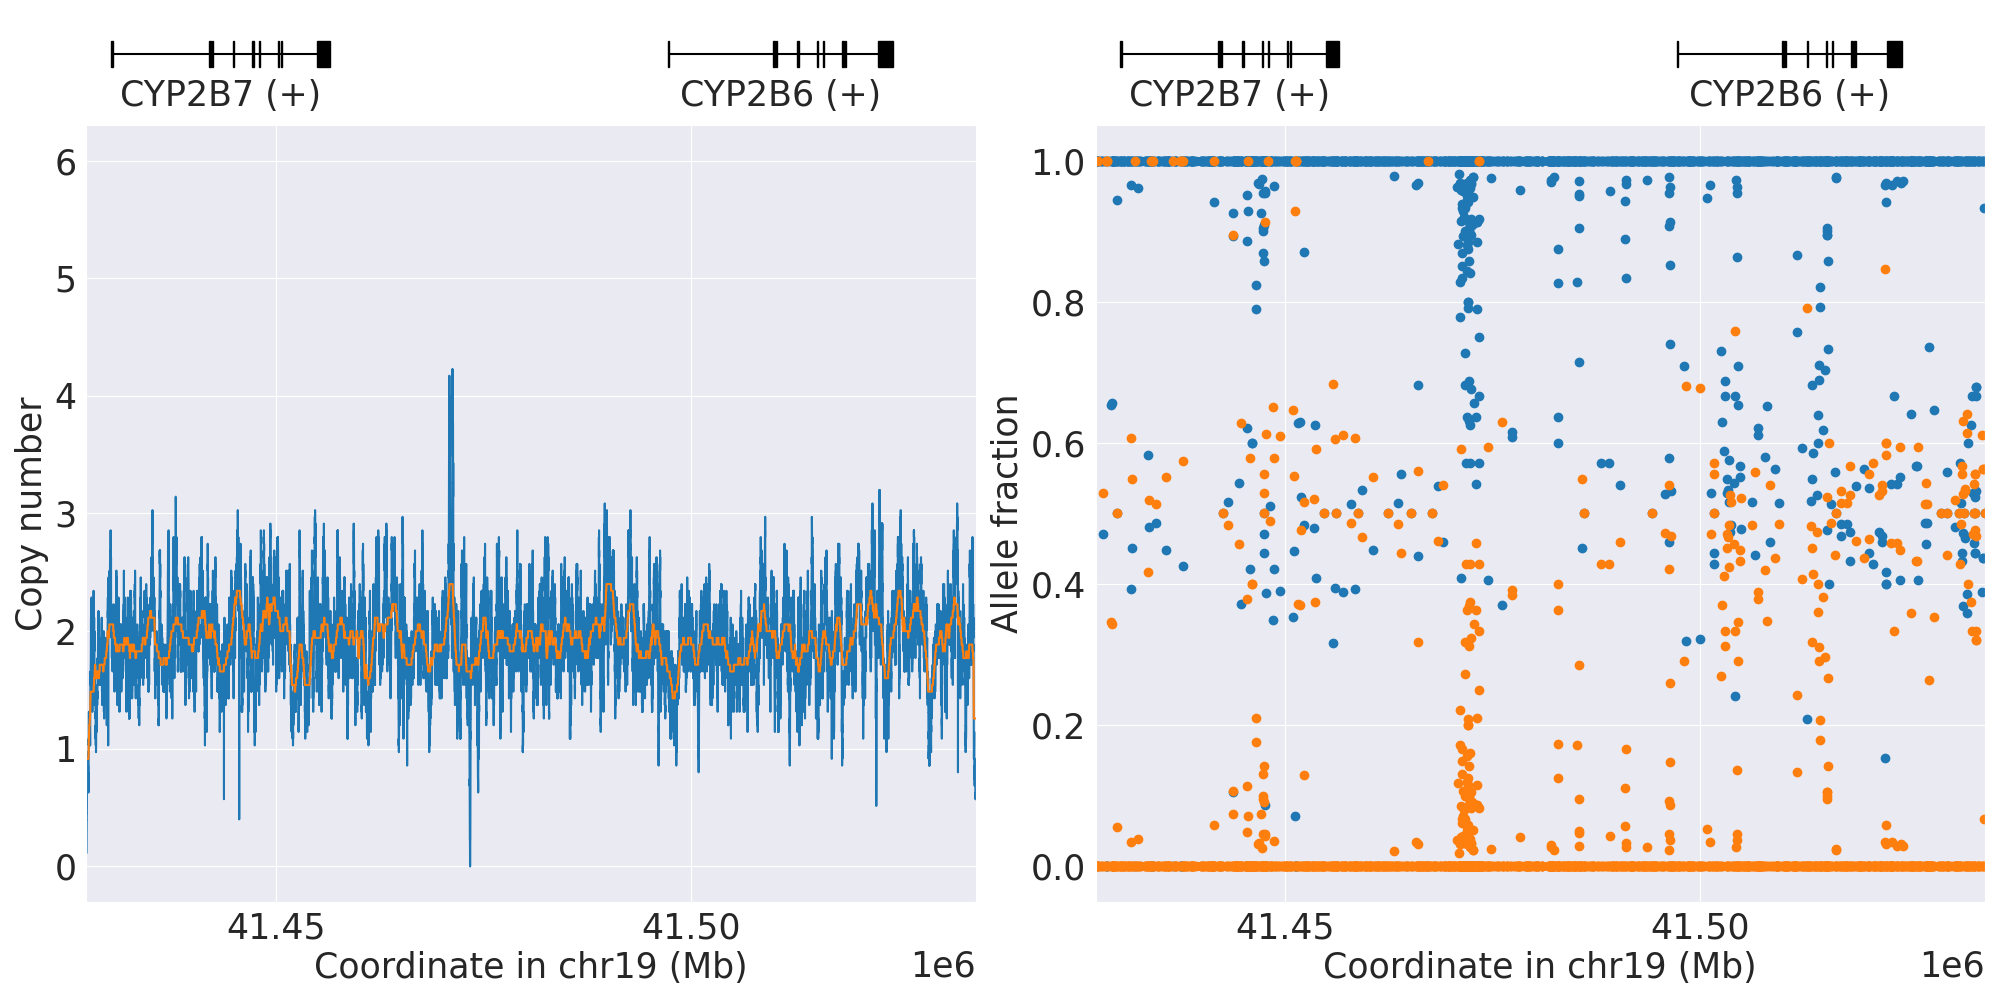 CYP2B7 (+)
CYP2B6 (+)
6
5
4
3
2
1
0
Copy number
41.45
41.50
Coordinate in chr19 (Mb)
1e6
CYP2B7 (+)
CYP2B6 (+)
1.0
0.8
0.6
0.4
0.2
0.0
Allele fraction
41.45
41.50
Coordinate in chr19 (Mb)
1e6